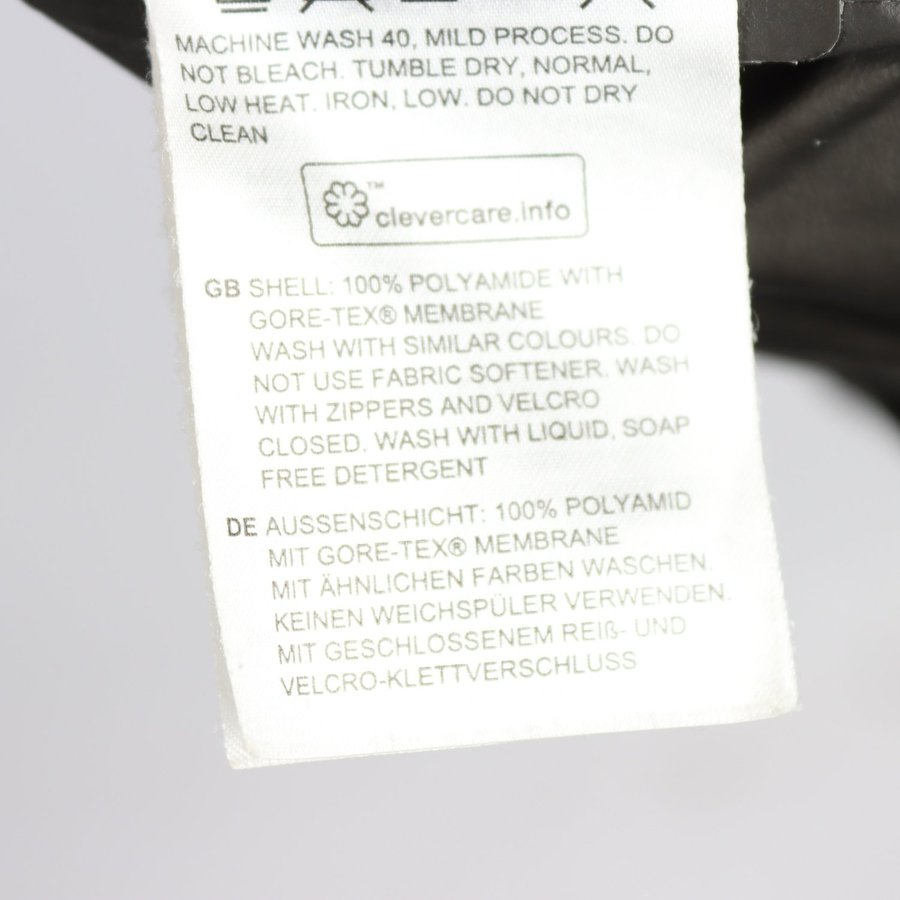 MACHINE WASH 40, MILD PROCESS. DO
NOT BLEACH. TUMBLE DRY, NORMAL,
LOW HEAT. IRON, LOW. DO NOT DRY
CLEAN
™
clevercare.info
GB SHELL: 100% POLYAMIDE WITH
GORE-TEX® MEMBRANE
WASH WITH SIMILAR COLOURS. DO
NOT USE FABRIC SOFTENER. WASH
WITH ZIPPERS AND VELCRO
CLOSED. WASH WITH LIQUID, SOAP
FREE DETERGENT
DE AUSSENSCHICHT: 100% POLYAMID
MIT GORE-TEX® MEMBRANE
MIT ÄHNLICHEN FARBEN WASCHEN.
KEINEN WEICHSPÜLER VERWENDEN.
MIT GESCHLOSSENEM REIß- UND
VELCRO-KLETTVERSCHLUSS